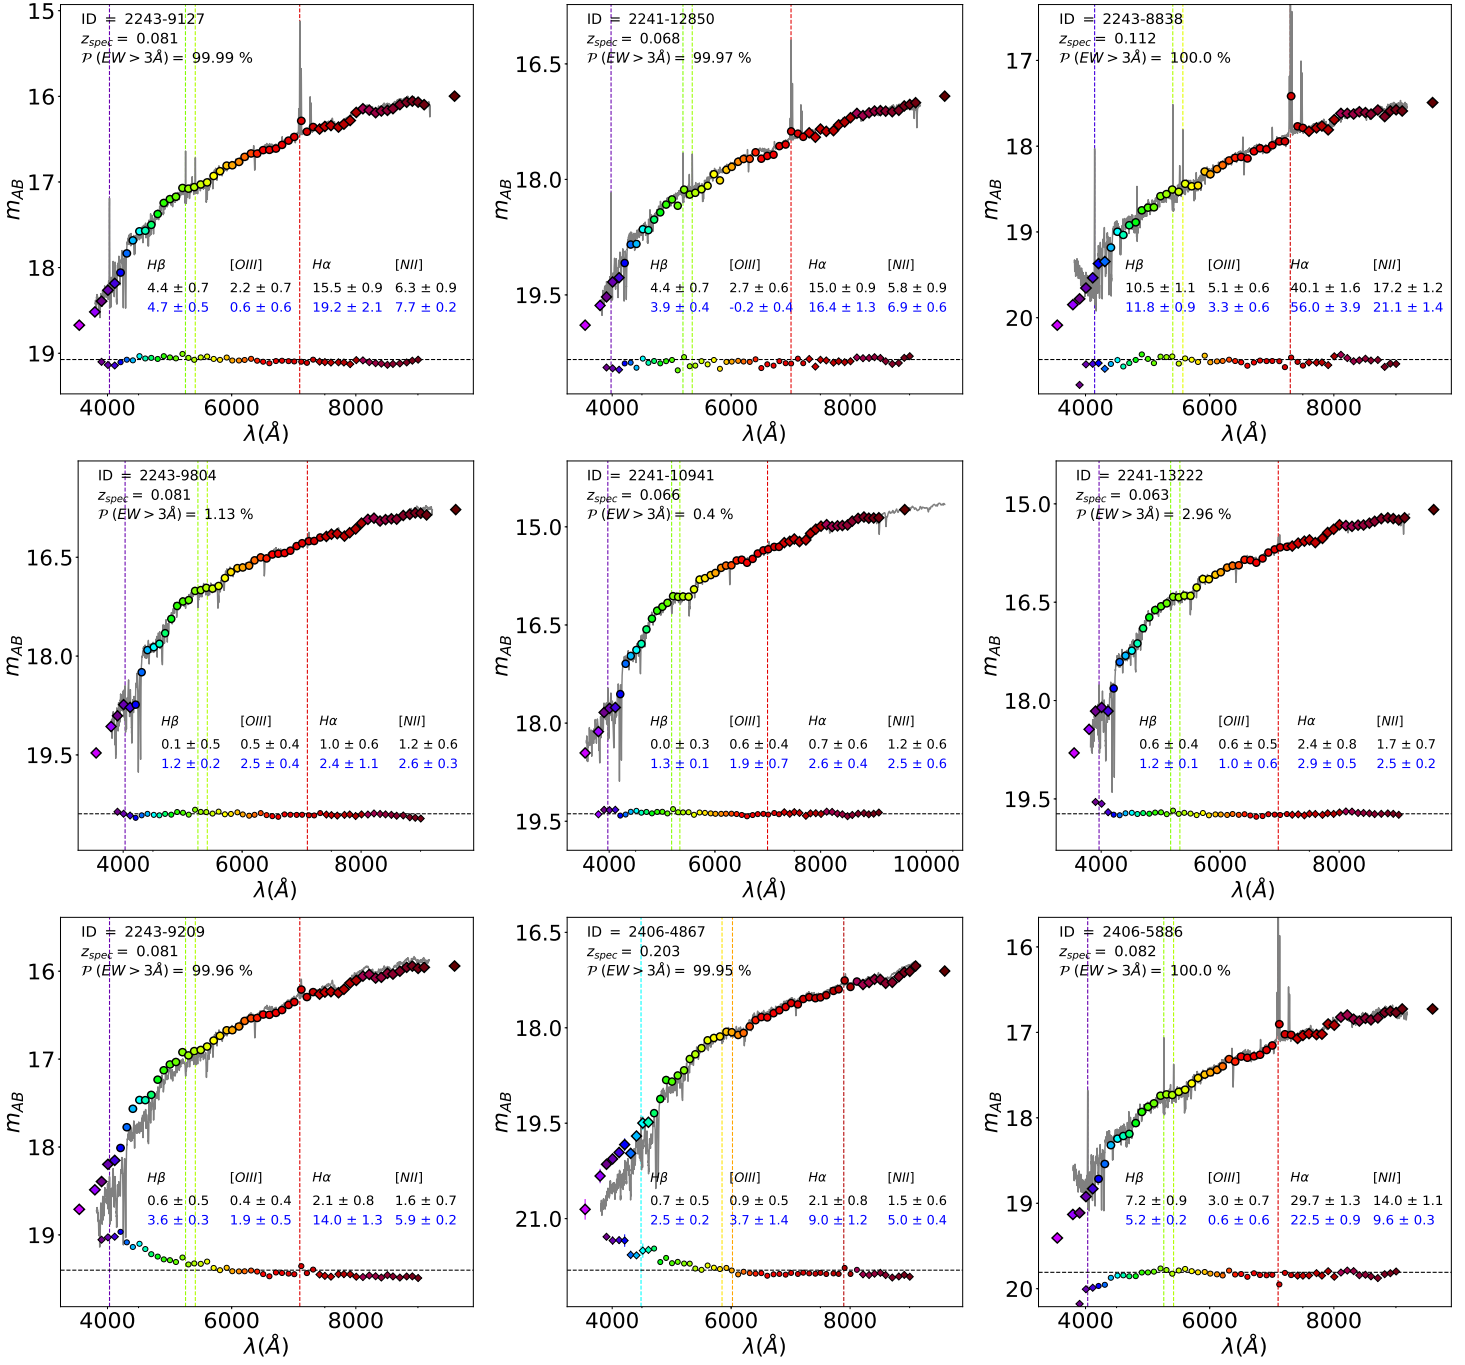 ID = 2243-9127
z_spec = 0.081
P (EW > 3Å) = 99.99 %
15
16
17
18
19
m_AB
Hβ [OIII] Hα [NII]
4.4 ± 0.7 2.2 ± 0.7 15.5 ± 0.9 6.3 ± 0.9
4.7 ± 0.5 0.6 ± 0.6 19.2 ± 2.1 7.7 ± 0.2
4000 6000 8000
λ(Å)
ID = 2241-12850
z_spec = 0.068
P (EW > 3Å) = 99.97 %
16.5
18.0
19.5
m_AB
Hβ [OIII] Hα [NII]
4.4 ± 0.7 2.7 ± 0.6 15.0 ± 0.9 5.8 ± 0.9
3.9 ± 0.4 -0.2 ± 0.4 16.4 ± 1.3 6.9 ± 0.6
4000 6000 8000
λ(Å)
ID = 2243-8838
z_spec = 0.112
P (EW > 3Å) = 100.0 %
17
18
19
20
m_AB
Hβ [OIII] Hα [NII]
10.5 ± 1.1 5.1 ± 0.6 40.1 ± 1.6 17.2 ± 1.2
11.8 ± 0.9 3.3 ± 0.6 56.0 ± 3.9 21.1 ± 1.4
4000 6000 8000
λ(Å)
ID = 2243-9804
z_spec = 0.081
P (EW > 3Å) = 1.13 %
16.5
18.0
19.5
m_AB
Hβ [OIII] Hα [NII]
0.1 ± 0.5 0.5 ± 0.4 1.0 ± 0.6 1.2 ± 0.6
1.2 ± 0.2 2.5 ± 0.4 2.4 ± 1.1 2.6 ± 0.3
4000 6000 8000
λ(Å)
ID = 2241-10941
z_spec = 0.066
P (EW > 3Å) = 0.4 %
15.0
16.5
18.0
19.5
m_AB
Hβ [OIII] Hα [NII]
0.0 ± 0.3 0.6 ± 0.4 0.7 ± 0.6 1.2 ± 0.6
1.3 ± 0.1 1.9 ± 0.7 2.6 ± 0.4 2.5 ± 0.6
4000 6000 8000 10000
λ(Å)
ID = 2241-13222
z_spec = 0.063
P (EW > 3Å) = 2.96 %
15.0
16.5
18.0
19.5
m_AB
Hβ [OIII] Hα [NII]
0.6 ± 0.4 0.6 ± 0.5 2.4 ± 0.8 1.7 ± 0.7
1.2 ± 0.1 1.0 ± 0.6 2.9 ± 0.5 2.5 ± 0.2
4000 6000 8000
λ(Å)
ID = 2243-9209
z_spec = 0.081
P (EW > 3Å) = 99.96 %
16
17
18
19
m_AB
Hβ [OIII] Hα [NII]
0.6 ± 0.5 0.4 ± 0.4 2.1 ± 0.8 1.6 ± 0.7
3.6 ± 0.3 1.9 ± 0.5 14.0 ± 1.3 5.9 ± 0.2
4000 6000 8000
λ(Å)
ID = 2406-4867
z_spec = 0.203
P (EW > 3Å) = 99.95 %
16.5
18.0
19.5
21.0
m_AB
Hβ [OIII] Hα [NII]
0.7 ± 0.5 0.9 ± 0.5 2.1 ± 0.8 1.5 ± 0.6
2.5 ± 0.2 3.7 ± 1.4 9.0 ± 1.2 5.0 ± 0.4
4000 6000 8000
λ(Å)
ID = 2406-5886
z_spec = 0.082
P (EW > 3Å) = 100.0 %
16
17
18
19
20
m_AB
Hβ [OIII] Hα [NII]
7.2 ± 0.9 3.0 ± 0.7 29.7 ± 1.3 14.0 ± 1.1
5.2 ± 0.2 0.6 ± 0.6 22.5 ± 0.9 9.6 ± 0.3
4000 6000 8000
λ(Å)